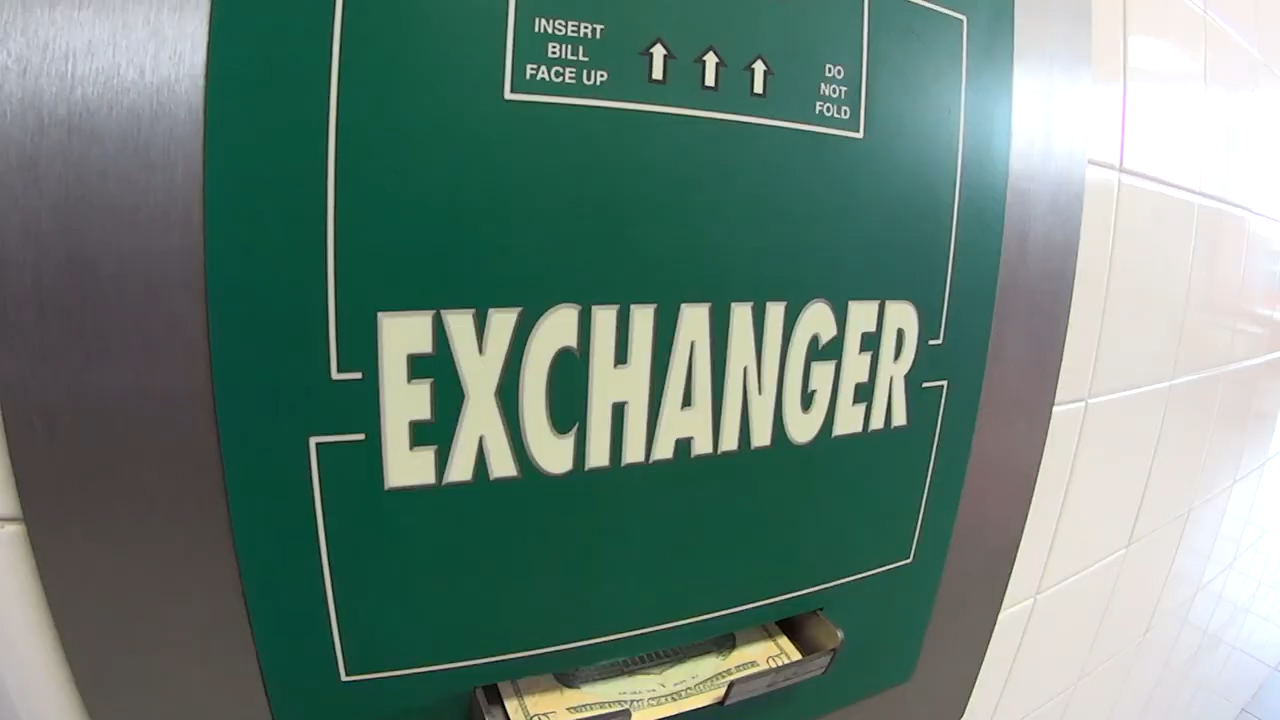 INSERT
BILL
FACE UP
DO
NOT
FOLD
EXCHANGER